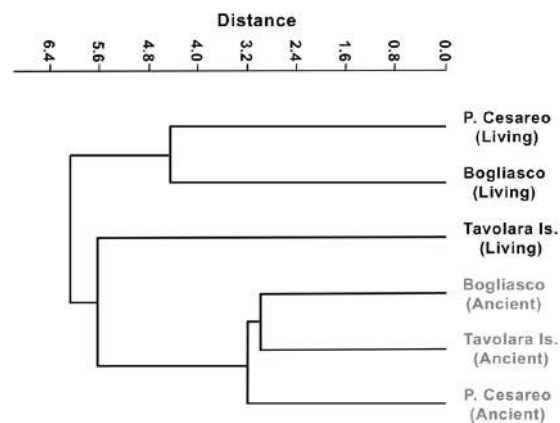 Distance
6.4 5.6 4.8 4.0 3.2 2.4 1.6 0.8 0.0
P. Cesareo
(Living)
Bogliasco
(Living)
Tavolara Is.
(Living)
Bogliasco
(Ancient)
Tavolara Is.
(Ancient)
P. Cesareo
(Ancient)